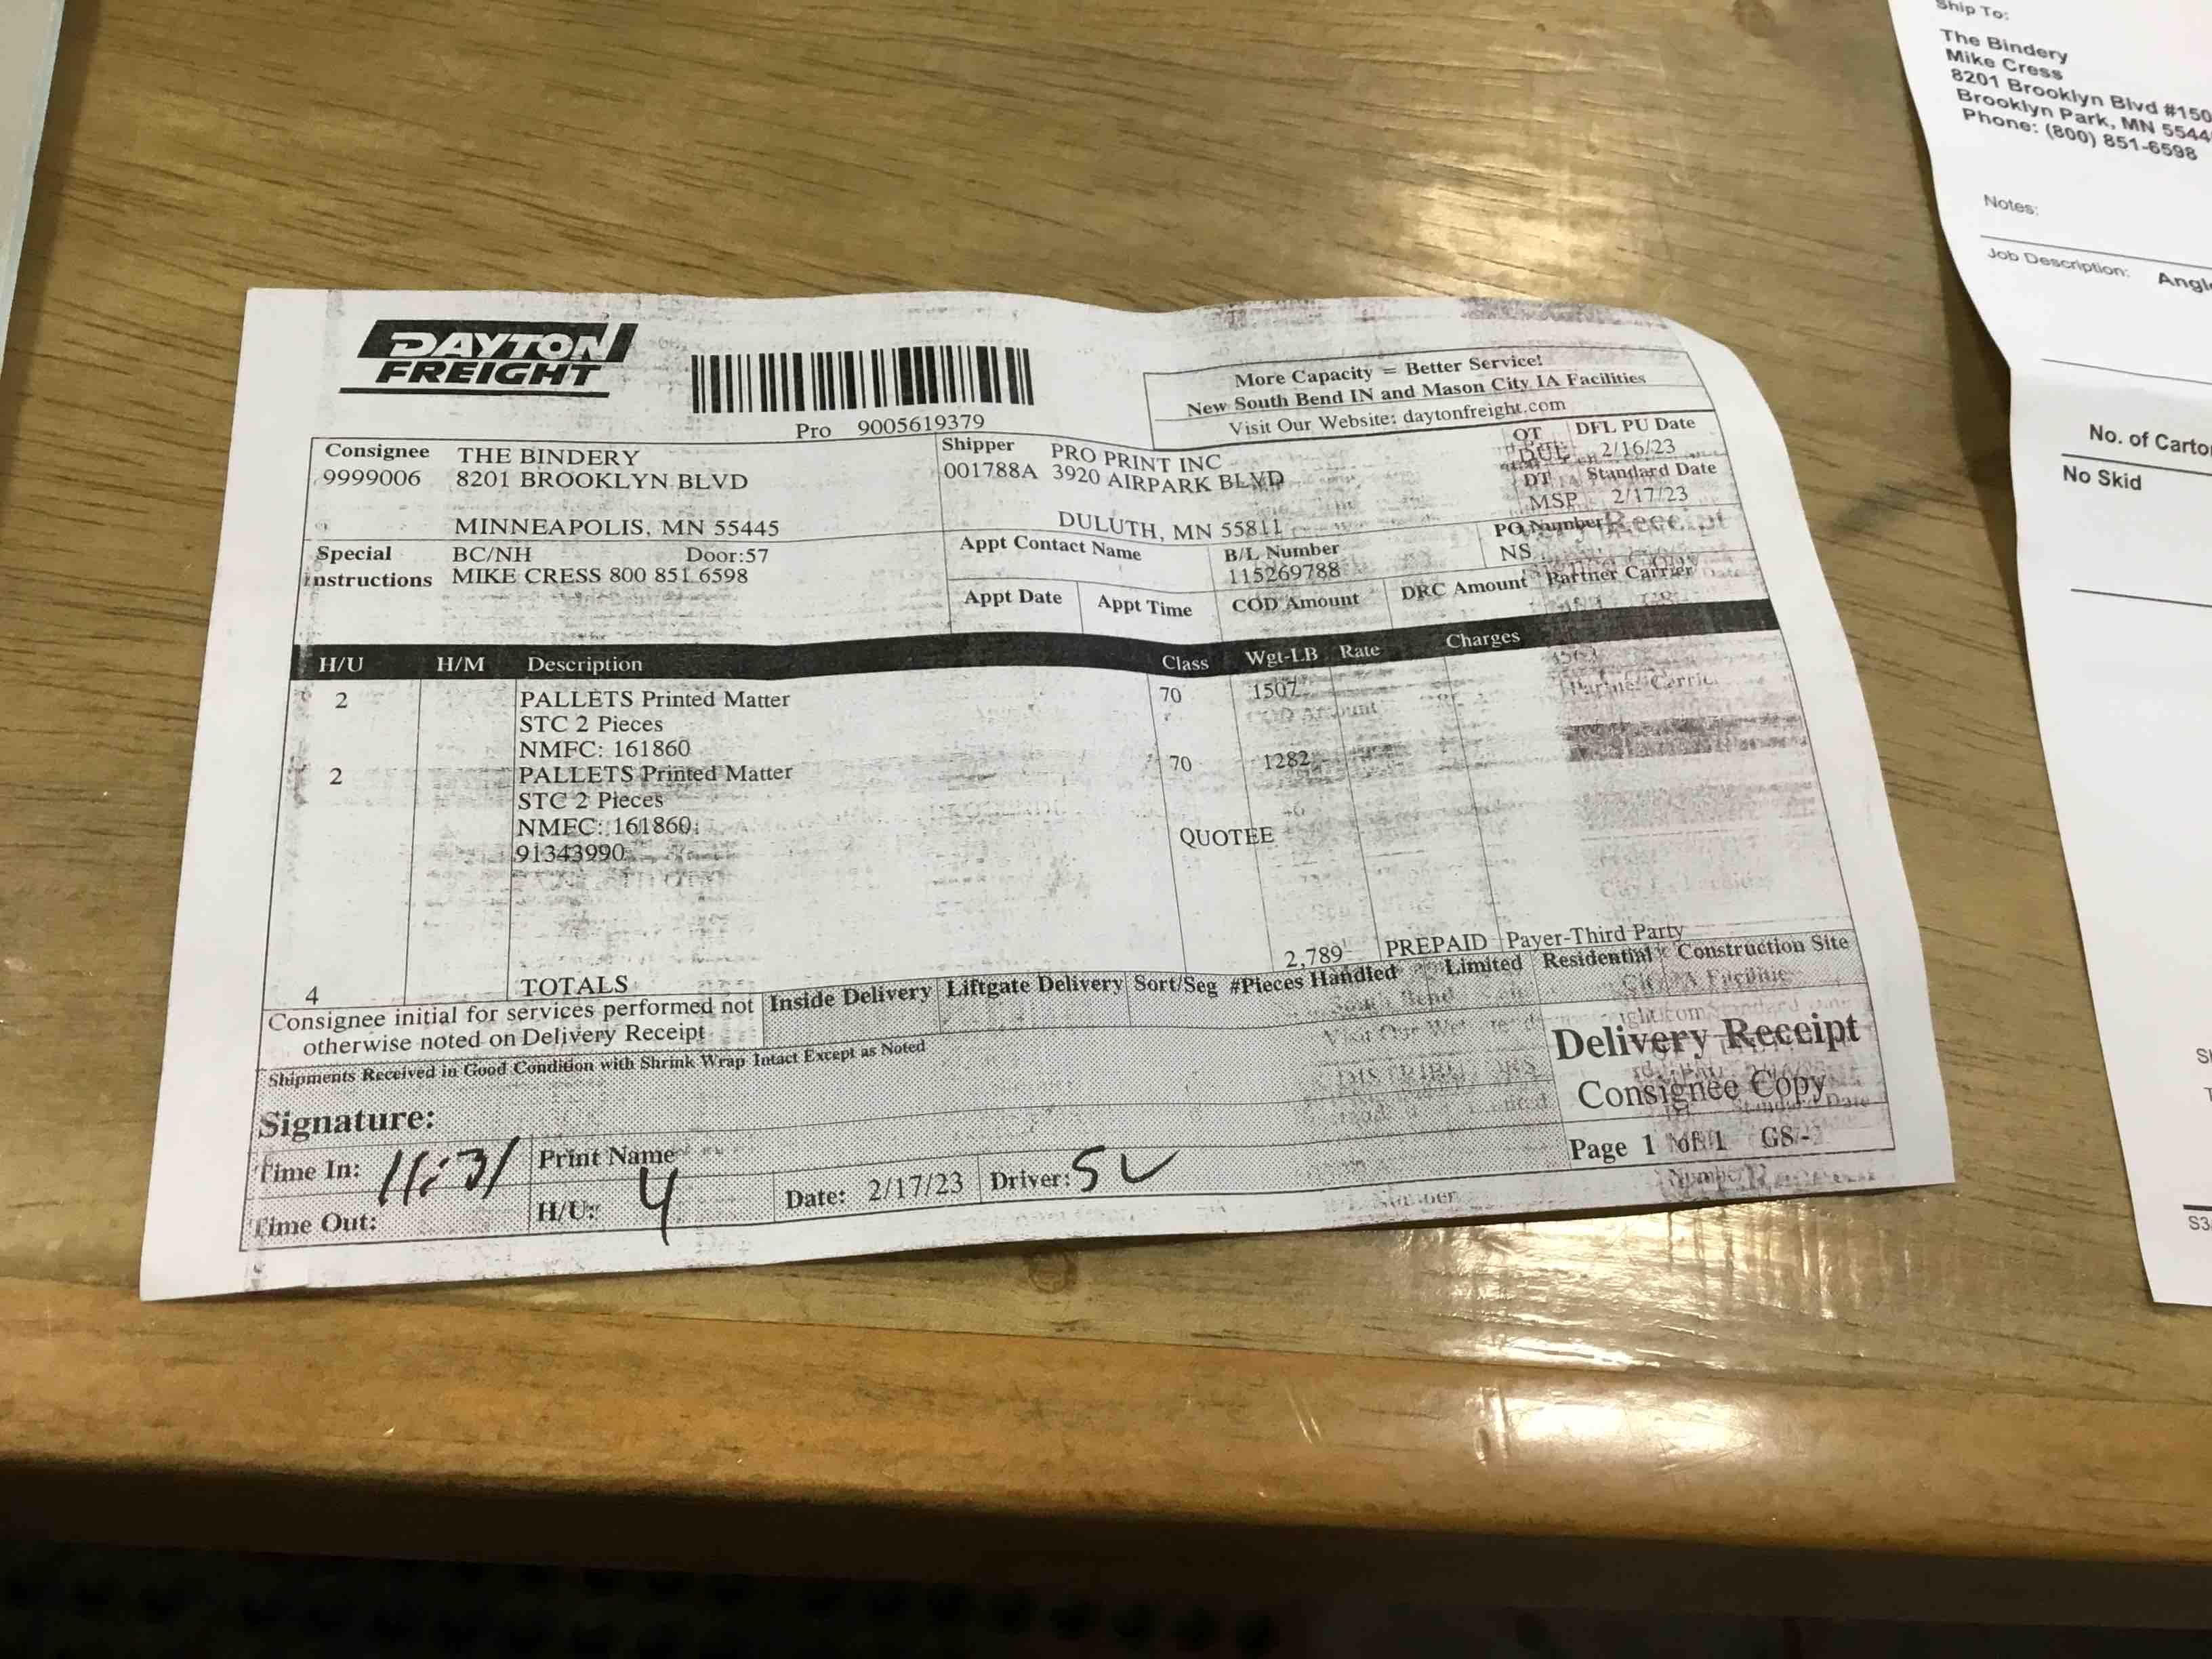 DAYTON
FREIGHT
Pro 9005619379
More Capacity = Better Service!
New South Bend IN and Mason City IA Facilities
Visit Our Website: daytonfreight.com
Consignee THE BINDERY
9999006 8201 BROOKLYN BLVD
MINNEAPOLIS, MN 55445
Shipper PRO PRINT INC
001788A 3920 AIRPARK BLVD
DULUTH, MN 55811
OT DFL PU Date
DUL 2/16/23
DT Standard Date
MSP 2/17/23
Special BC/NH Door:57
instructions MIKE CRESS 800 851 6598
Appt Contact Name
B/L Number
115269788
PO Number
NS
Appt Date Appt Time COD Amount DRC Amount Partner Carrier
H/U H/M Description Class Wgt-LB Rate Charges
2 PALLETS Printed Matter 70 1507
STC 2 Pieces
NMFC: 161860
2 PALLETS Printed Matter 70 1282
STC 2 Pieces
NMFC: 161860
91343990 QUOTEE
4 TOTALS 2,789 PREPAID Payer-Third Party
Consignee initial for services performed not
otherwise noted on Delivery Receipt
Inside Delivery Liftgate Delivery Sort/Seg #Pieces Handled Limited Residential Construction Site
Shipments Received in Good Condition with Shrink Wrap Intact Except as Noted
Delivery Receipt
Consignee Copy
Signature:
Page 1 of 1 GS-
Time In: 11:31 Print Name
Time Out: H/U: 4 Date: 2/17/23 Driver: SL
Ship To:
The Bindery
Mike Cress
8201 Brooklyn Blvd #150
Brooklyn Park, MN
Phone: (800) 851-6598
Notes:
Job Description:
No. of
No Skid